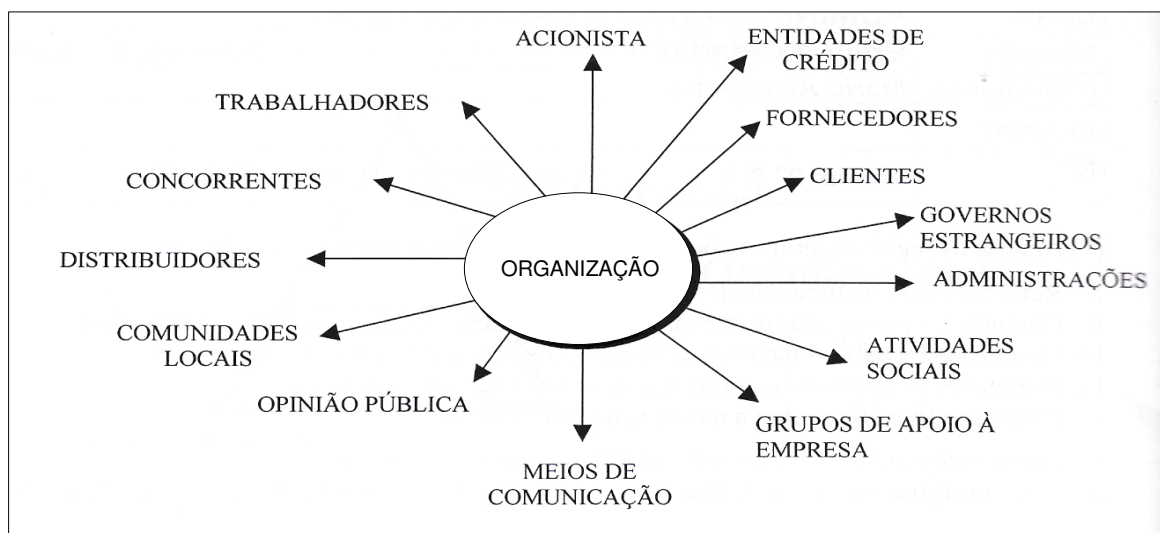 ACIONISTA
ENTIDADES DE
CRÉDITO
TRABALHADORES
FORNECEDORES
CONCORRENTES
CLIENTES
GOVERNOS
ESTRANGEIROS
DISTRIBUIDORES
ORGANIZAÇÃO
ADMINISTRAÇÕES
COMUNIDADES
LOCAIS
ATIVIDADES
SOCIAIS
OPINIÃO PÚBLICA
GRUPOS DE APOIO À
EMPRESA
MEIOS DE
COMUNICAÇÃO